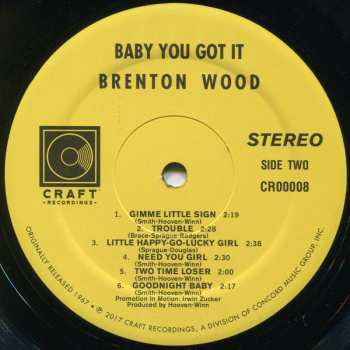 BABY YOU GOT IT
BRENTON WOOD
CRAFT
RECORDINGS
STEREO
SIDE TWO
CR00008
1. GIMME LITTLE SIGN 2:19
(Smith-Hooven-Winn)
2. TROUBLE 2:28
(Brace-Sprague-Rodgers)
3. LITTLE HAPPY-GO-LUCKY GIRL 2:38
(Sprague-Douglas)
4. NEED YOU GIRL 2:27
(Smith-Hooven-Winn)
5. TWO TIME LOSER 2:00
(Smith-Hooven-Winn)
6. GOODNIGHT BABY 2:17
(Smith-Hooven-Winn)
Promotion In Motion: Irwin Zucker
Produced by Hooven-Winn
ORIGINALLY RELEASED 1967 ℗ © 2017 CRAFT RECORDINGS, A DIVISION OF CONCORD MUSIC GROUP, INC.